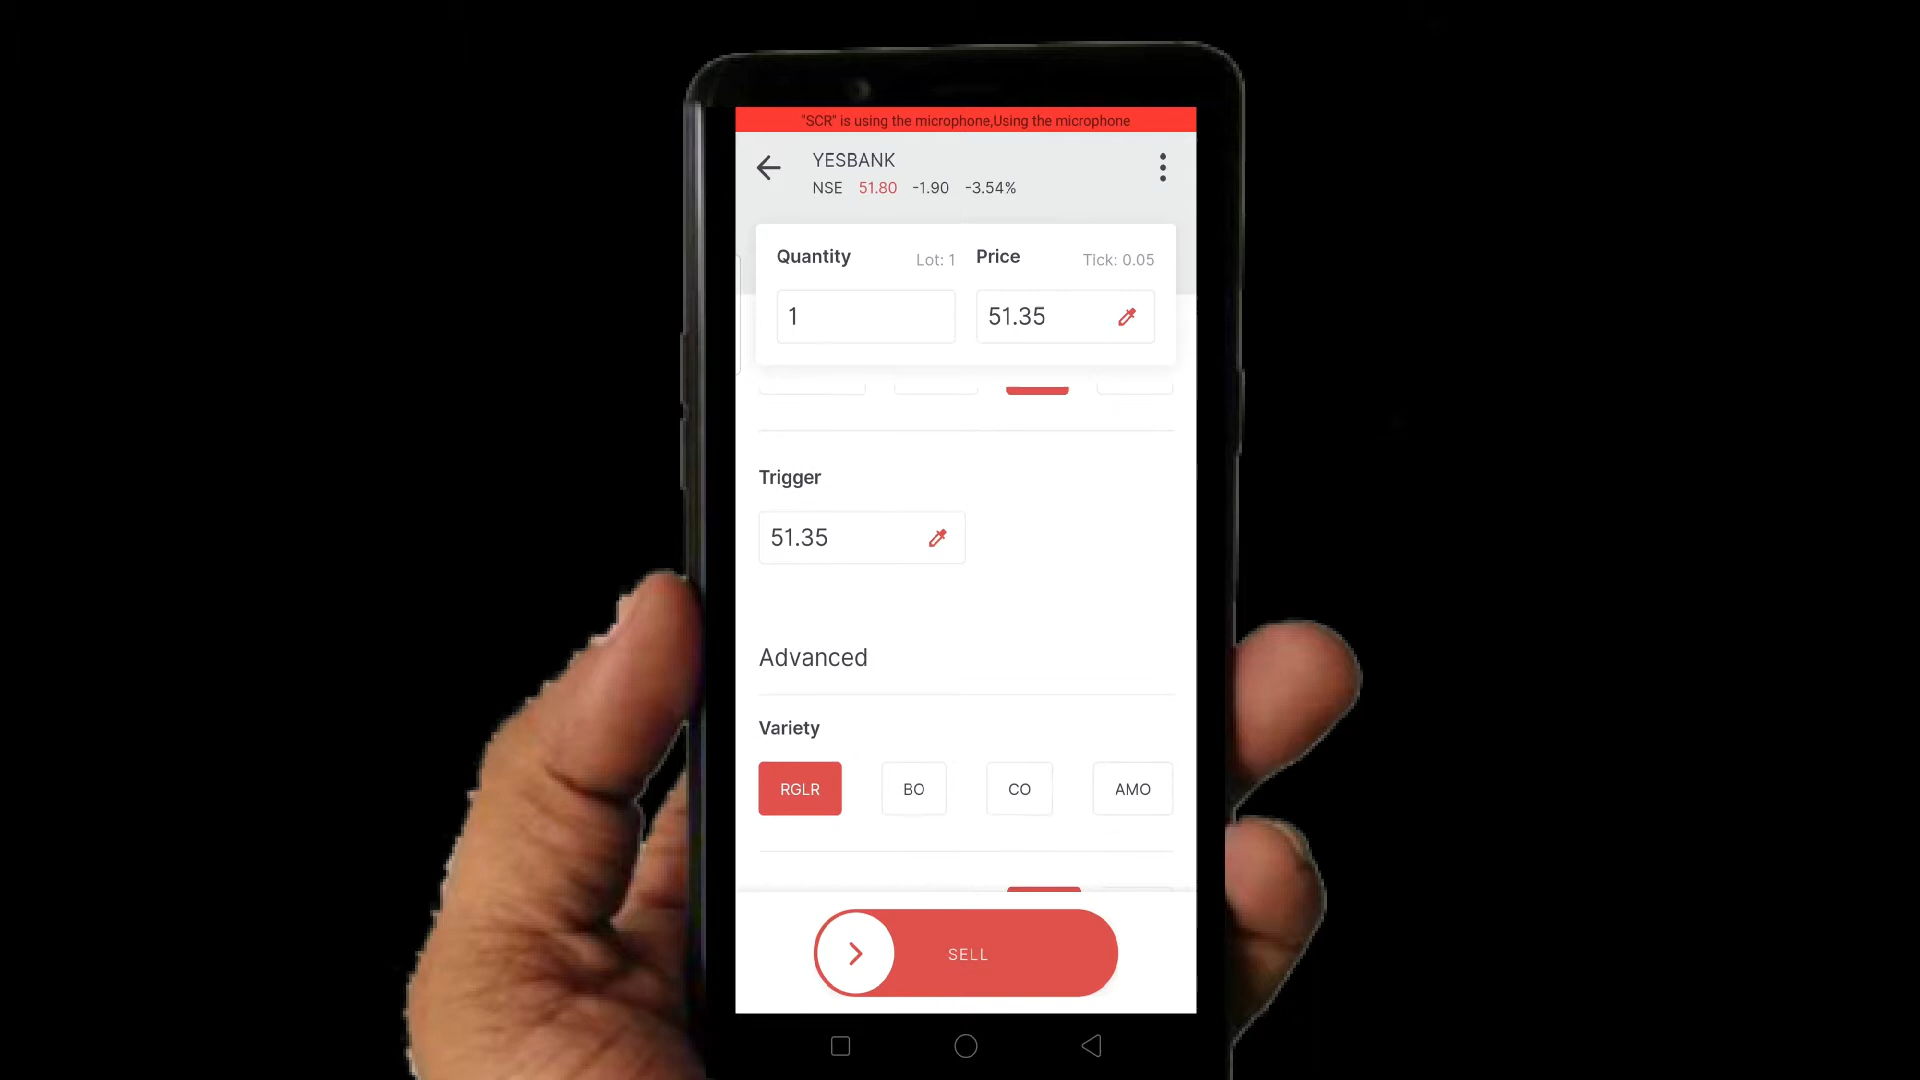 "SCR" is using the microphone,Using the microphone
YESBANK
NSE 51.80 -1.90 -3.54%
Quantity Lot: 1 Price Tick: 0.05
1 51.35
Trigger
51.35
Advanced
Variety
RGLR BO CO AMO
SELL